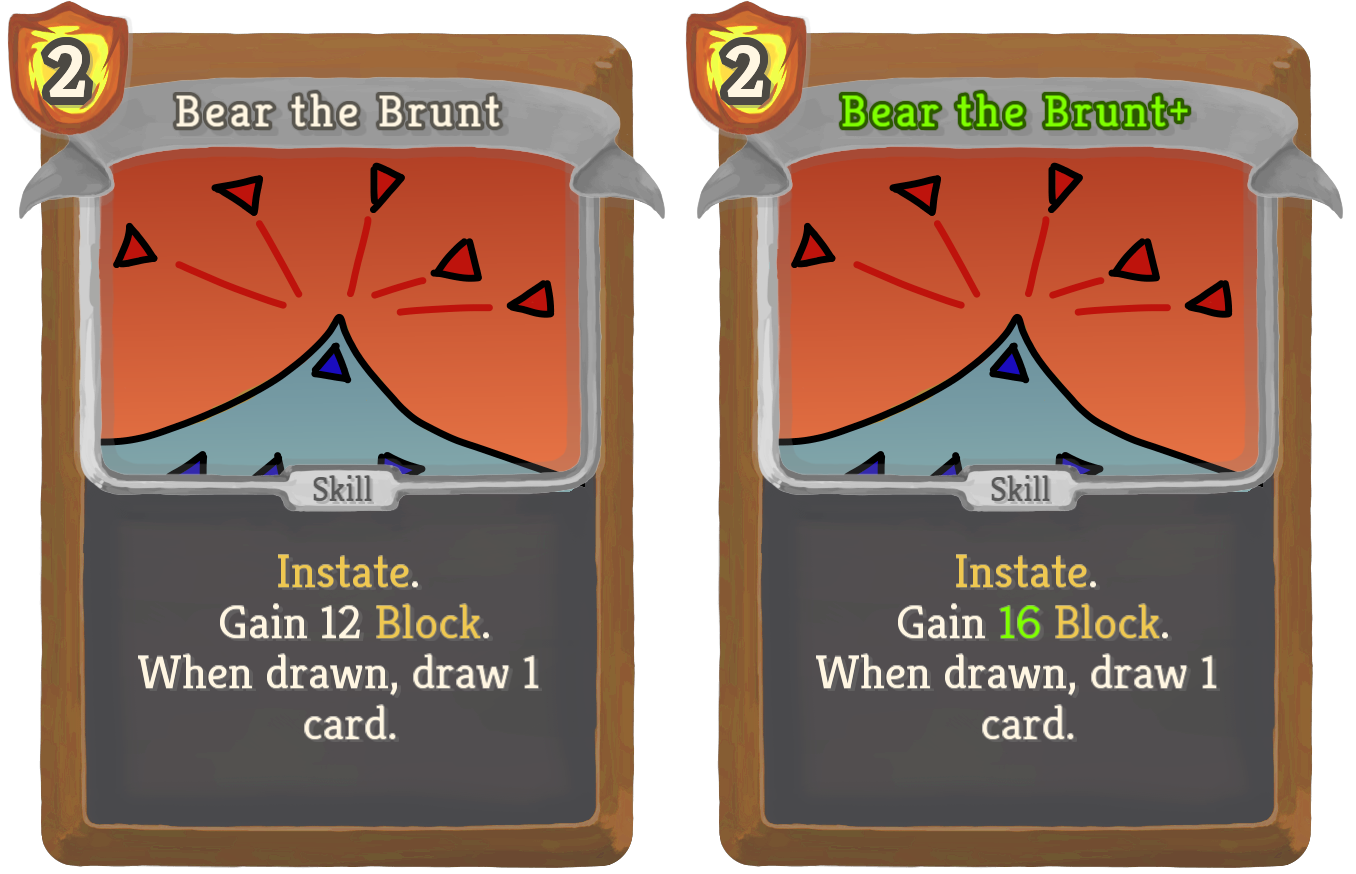 2
Bear the Brunt
Skill
Instate.
Gain 12 Block.
When drawn, draw 1
card.
2
Bear the Brunt+
Skill
Instate.
Gain 16 Block.
When drawn, draw 1
card.